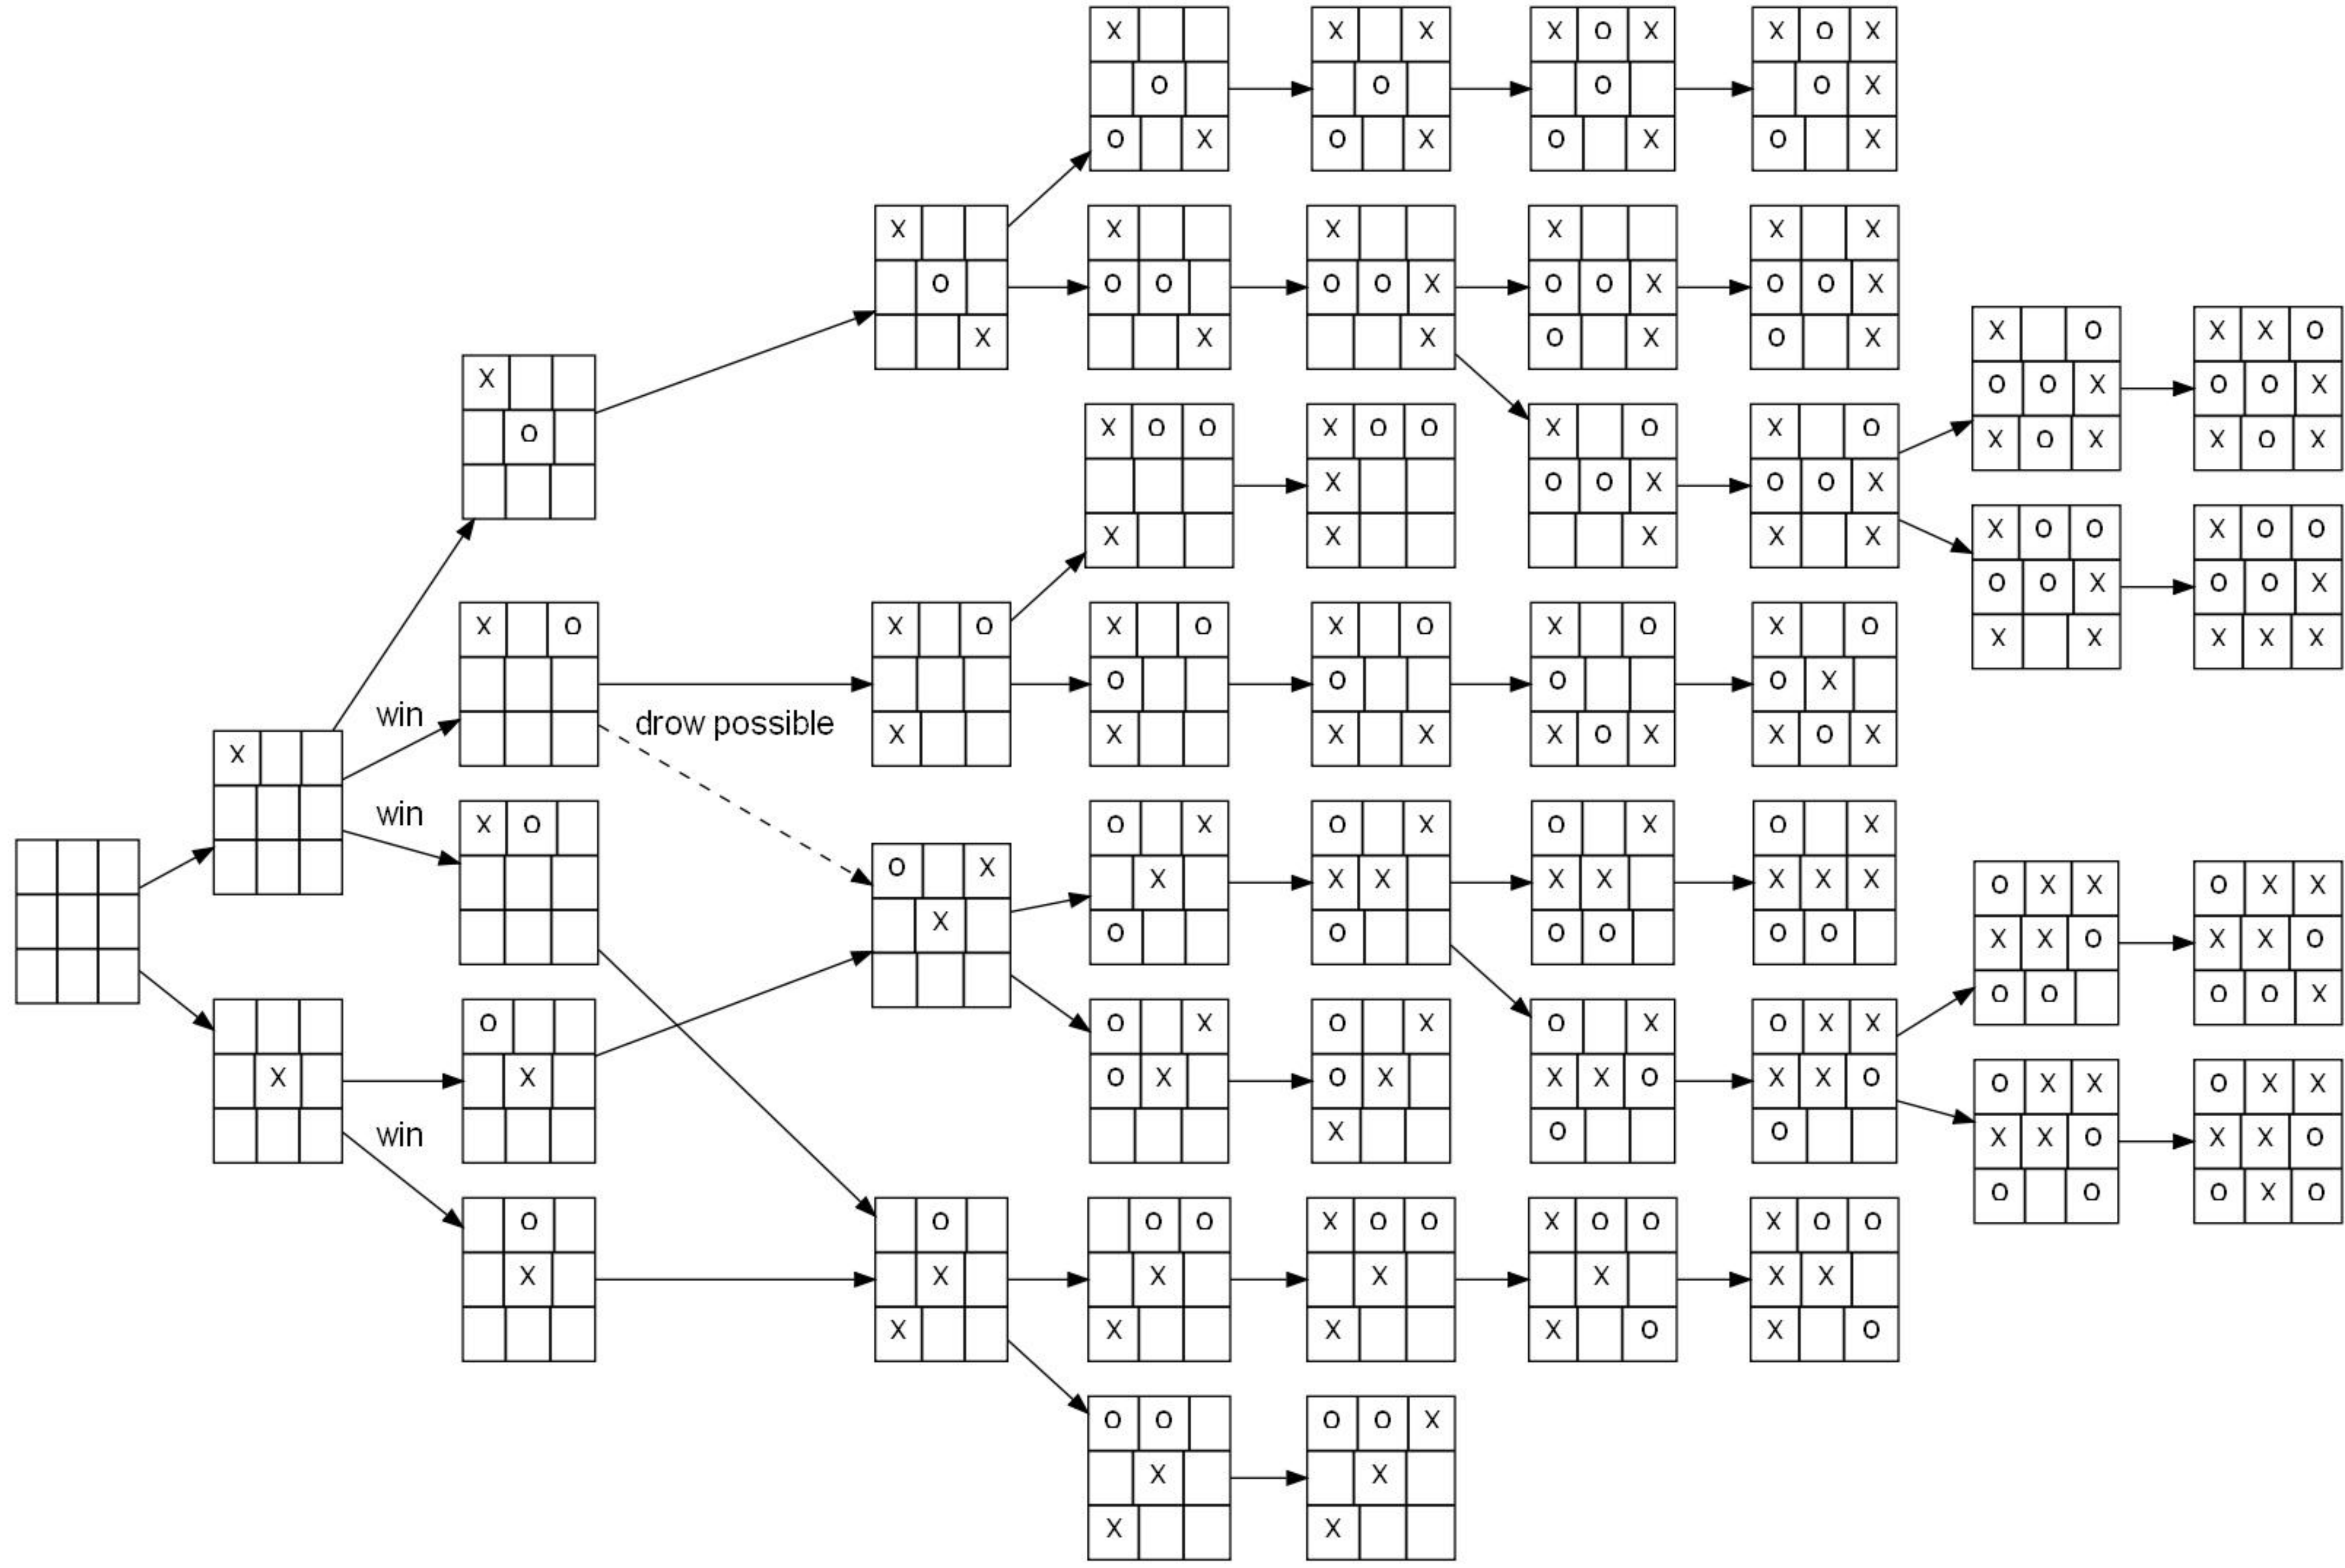 X X X X O X X O X
O O O O X
O X O X O X O X
X X X X X X
O O O O O X O O X O O X
X O X X O
X X X O X O X
X
O O X O O X
X O O X O O X O X O
O
X O X X O X
X O O X O O X
X O O X O O
X X X X X
O O X O O X
X O X O X O X O X O X O
X X X X X
O O O O X
win
drow possible
X X X X X O X X O X
X
win
X O O X O X O X O X
O X
X X X X X X X X
O X X O X X
X
O O O O O O
X X O X X O
O O O O X
O O X O X O X O X X
X X O X O X X X O X X O
O X X O X X
X O O
win
X X O X X O
O O O X O
O O O O X O O X O O X O O
X X X X X X X
X X X X O X O
O O O O X
X X
X X